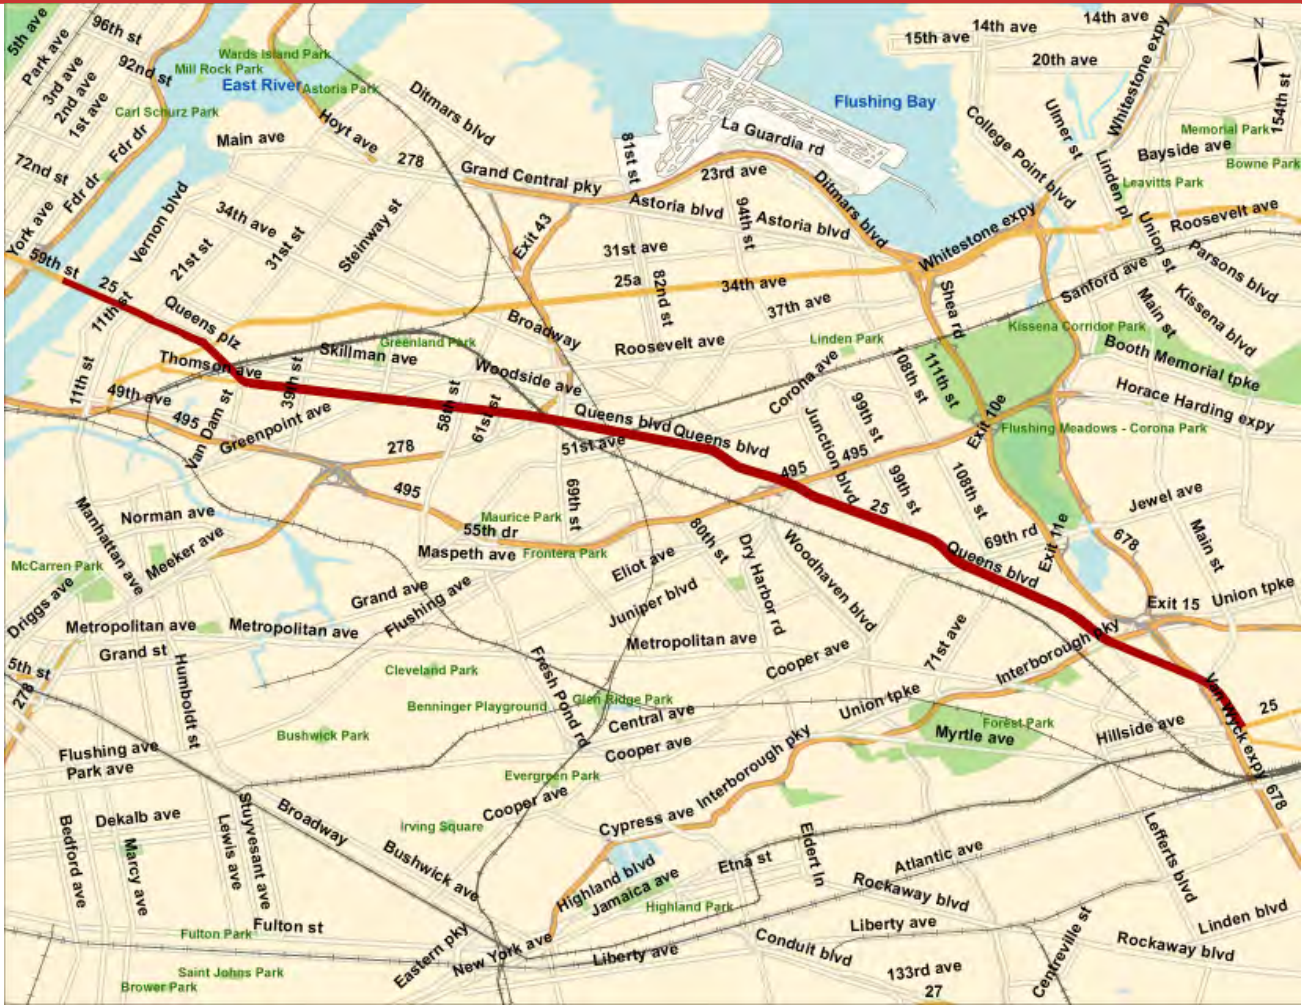 5th ave
96th st
Park ave
92nd st
3rd ave
2nd ave
1st ave
Wards Island Park
Mill Rock Park
East River
Astoria Park
Carl Schurz Park
Fdr dr
Main ave
Hoyt ave
Ditmars blvd
278
72nd st
Fdr dr
York ave
59th st
Vernon blvd
34th ave
21st st
31st st
Steinway st
Grand Central pky
Exit 43
81st st
La Guardia rd
23rd ave
Flushing Bay
Astoria blvd
94th st
Astoria blvd
Ditmars blvd
31st ave
25a
82nd st
34th ave
37th ave
15th ave
14th ave
14th ave
20th ave
Whitestone expy
N
154th st
College Point blvd
Ulmer st
Linden pl
Memorial Park
Bayside ave
Bowne Park
Leavitts Park
Roosevelt ave
Union st
Parsons blvd
Whitestone expy
Sanford ave
Main st
Kissena blvd
Shea rd
Kissena Corridor Park
Booth Memorial tpke
Horace Harding expy
25
11th st
Queens plz
Thomson ave
Skillman ave
Greenland Park
Broadway
Woodside ave
Roosevelt ave
Linden Park
Corona ave
108th st
111th st
11th st
49th ave
495
Van Dam st
39th st
Greenpoint ave
58th st
61st st
Queens blvd
Queens blvd
51st ave
278
495
Junction blvd
99th st
495
495
Exit 10e
Flushing Meadows - Corona Park
99th st
108th st
25
69th st
Maurice Park
55th dr
Maspeth ave
Frontera Park
80th st
Eliot ave
Dry Harbor rd
Woodhaven blvd
Queens blvd
69th rd
Exit 11e
Jewel ave
678
Main st
Exit 15
Union tpke
Manhattan ave
Norman ave
Meeker ave
McCarren Park
Driggs ave
Grand ave
Flushing ave
Juniper blvd
Metropolitan ave
Metropolitan ave
Metropolitan ave
Grand st
5th st
278
Humboldt st
Cleveland Park
Fresh Pond rd
Cooper ave
71st ave
Interborough pky
Van Wyck expy
25
Benninger Playground
Glen Ridge Park
Central ave
Union tpke
Forest Park
Myrtle ave
Hillside ave
Bushwick Park
Flushing ave
Park ave
Cooper ave
Interborough pky
Evergreen Park
Cooper ave
Cypress ave
678
Dekalb ave
Broadway
Irving Square
Bedford ave
Marcy ave
Lewis ave
Stuyvesant ave
Bushwick ave
Highland blvd
Jamaica ave
Etna st
Eldert ln
Atlantic ave
Lefferts blvd
Highland Park
Rockaway blvd
Fulton st
Fulton Park
Liberty ave
Linden blvd
Eastern pky
New York ave
Liberty ave
Conduit blvd
Centreville st
Rockaway blvd
Saint Johns Park
Brower Park
133rd ave
27